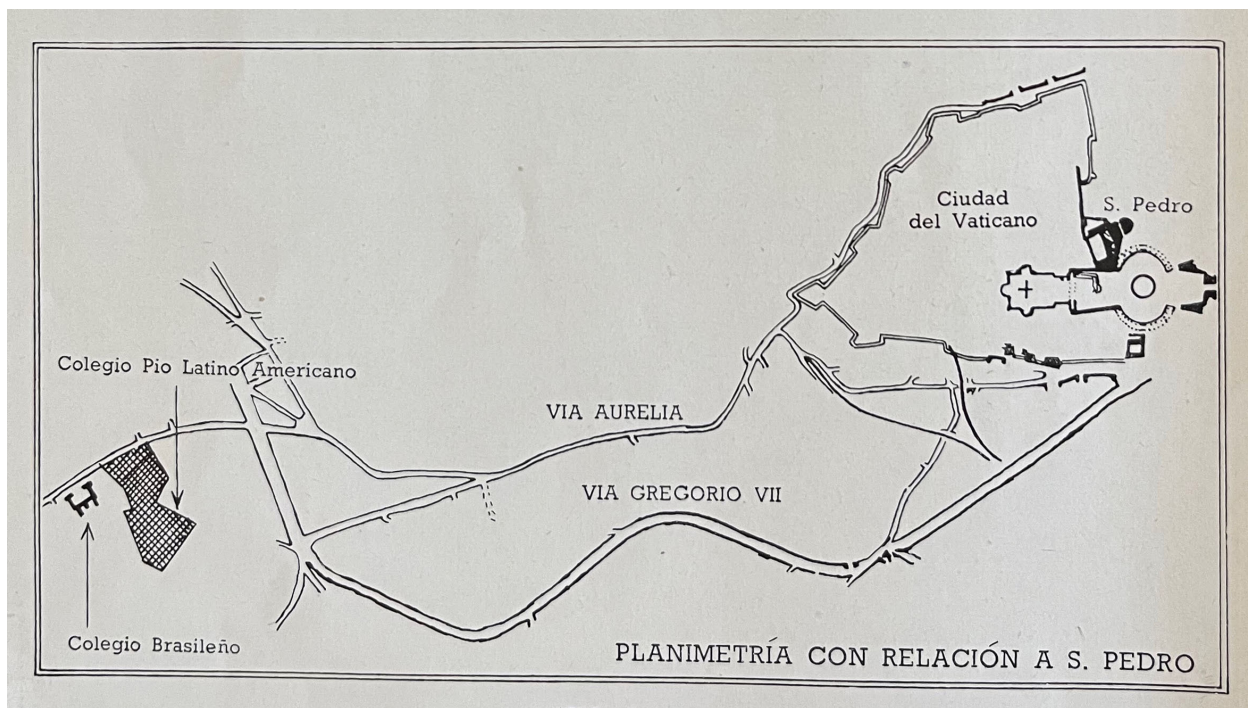 Ciudad
del Vaticano
S. Pedro
Colegio Pio Latino Americano
VIA AURELIA
VIA GREGORIO VII
Colegio Brasileño
PLANIMETRÍA CON RELACIÓN A S. PEDRO